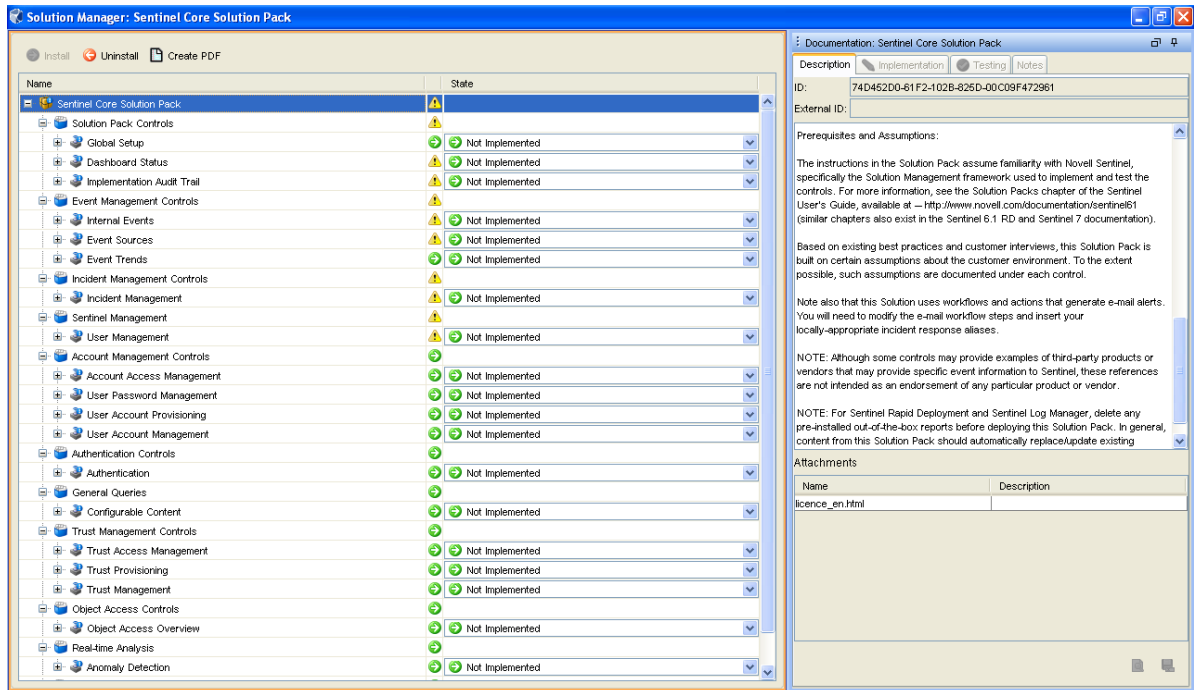 Solution Manager: Sentinel Core Solution Pack
Install Uninstall Create PDF
Name State
Sentinel Core Solution Pack
Solution Pack Controls
Global Setup Not Implemented
Dashboard Status Not Implemented
Implementation Audit Trail Not Implemented
Event Management Controls
Internal Events Not Implemented
Event Sources Not Implemented
Event Trends Not Implemented
Incident Management Controls
Incident Management Not Implemented
Sentinel Management
User Management Not Implemented
Account Management Controls
Account Access Management Not Implemented
User Password Management Not Implemented
User Account Provisioning Not Implemented
User Account Management Not Implemented
Authentication Controls
Authentication Not Implemented
General Queries
Configurable Content Not Implemented
Trust Management Controls
Trust Access Management Not Implemented
Trust Provisioning Not Implemented
Trust Management Not Implemented
Object Access Controls
Object Access Overview Not Implemented
Real-time Analysis
Anomaly Detection Not Implemented
Documentation: Sentinel Core Solution Pack
Description Implementation Testing Notes
ID: 74D452D0-61F2-102B-825D-00C09F472961
External ID:
Prerequisites and Assumptions:
The instructions in the Solution Pack assume familiarity with Novell Sentinel,
specifically the Solution Management framework used to implement and test the
controls. For more information, see the Solution Packs chapter of the Sentinel
User's Guide, available at — http://www.novell.com/documentation/sentinel61
(similar chapters also exist in the Sentinel 6.1 RD and Sentinel 7 documentation).
Based on existing best practices and customer interviews, this Solution Pack is
built on certain assumptions about the customer environment. To the extent
possible, such assumptions are documented under each control.
Note also that this Solution uses workflows and actions that generate e-mail alerts.
You will need to modify the e-mail workflow steps and insert your
locally-appropriate incident response aliases.
NOTE: Although some controls may provide examples of third-party products or
vendors that may provide specific event information to Sentinel, these references
are not intended as an endorsement of any particular product or vendor.
NOTE: For Sentinel Rapid Deployment and Sentinel Log Manager, delete any
pre-installed out-of-the-box reports before deploying this Solution Pack. In general,
content from this Solution Pack should automatically replace/update existing
Attachments
Name Description
licence_en.html